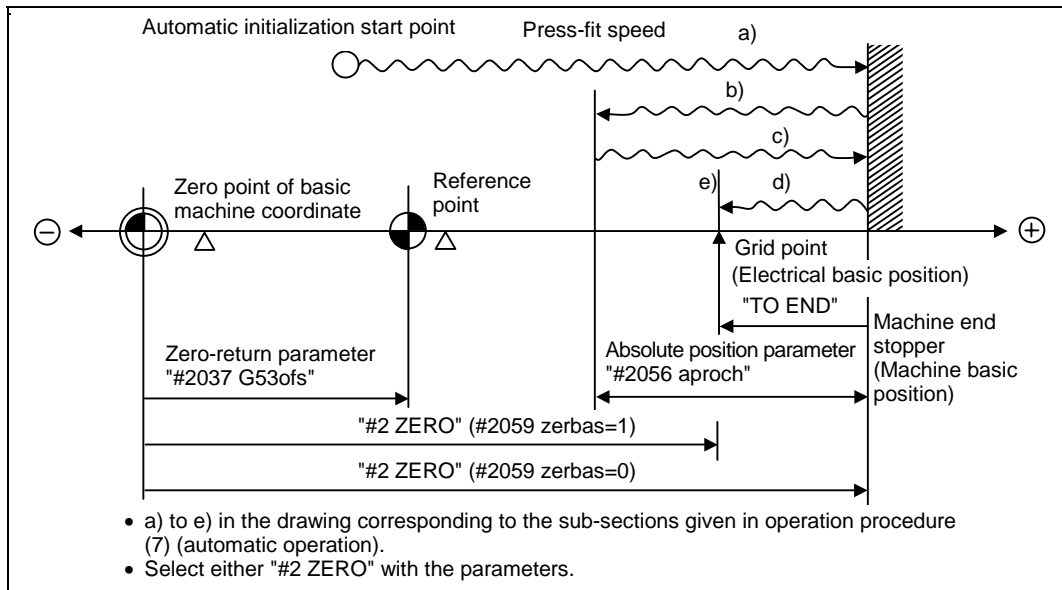 Automatic initialization start point
Press-fit speed
a)
b)
c)
e)
d)
Zero point of basic
machine coordinate
Reference
point
Grid point
(Electrical basic position)
"TO END"
Machine end
stopper
(Machine basic
position)
Zero-return parameter
"#2037 G53ofs"
Absolute position parameter
"#2056 aproch"
"#2 ZERO" (#2059 zerbas=1)
"#2 ZERO" (#2059 zerbas=0)
• a) to e) in the drawing corresponding to the sub-sections given in operation procedure
(7) (automatic operation).
• Select either "#2 ZERO" with the parameters.